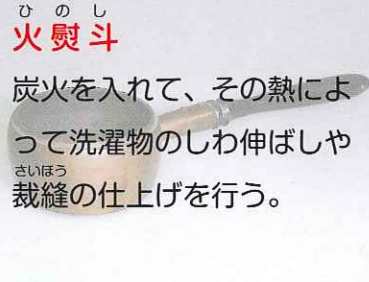 ひのし
火熨斗
炭火を入れて、その熱によ
って洗濯物のしわ伸ばしや
さいほう
裁縫の仕上げを行う。